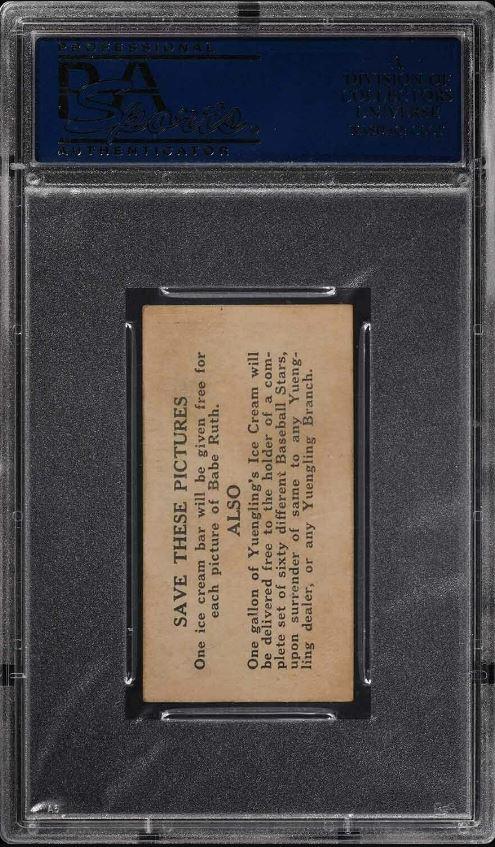 PROFESSIONAL
PSA
Sports
AUTHENTICATOR
A
DIVISION OF
COLLECTORS
UNIVERSE
SAVE THESE PICTURES
One ice cream bar will be given free for
each picture of Babe Ruth.
ALSO
One gallon of Yuengling's Ice Cream will
be delivered free to the holder of a com-
plete set of sixty different Baseball Stars,
upon surrender of same to any Yueng-
ling dealer, or any Yuengling Branch.